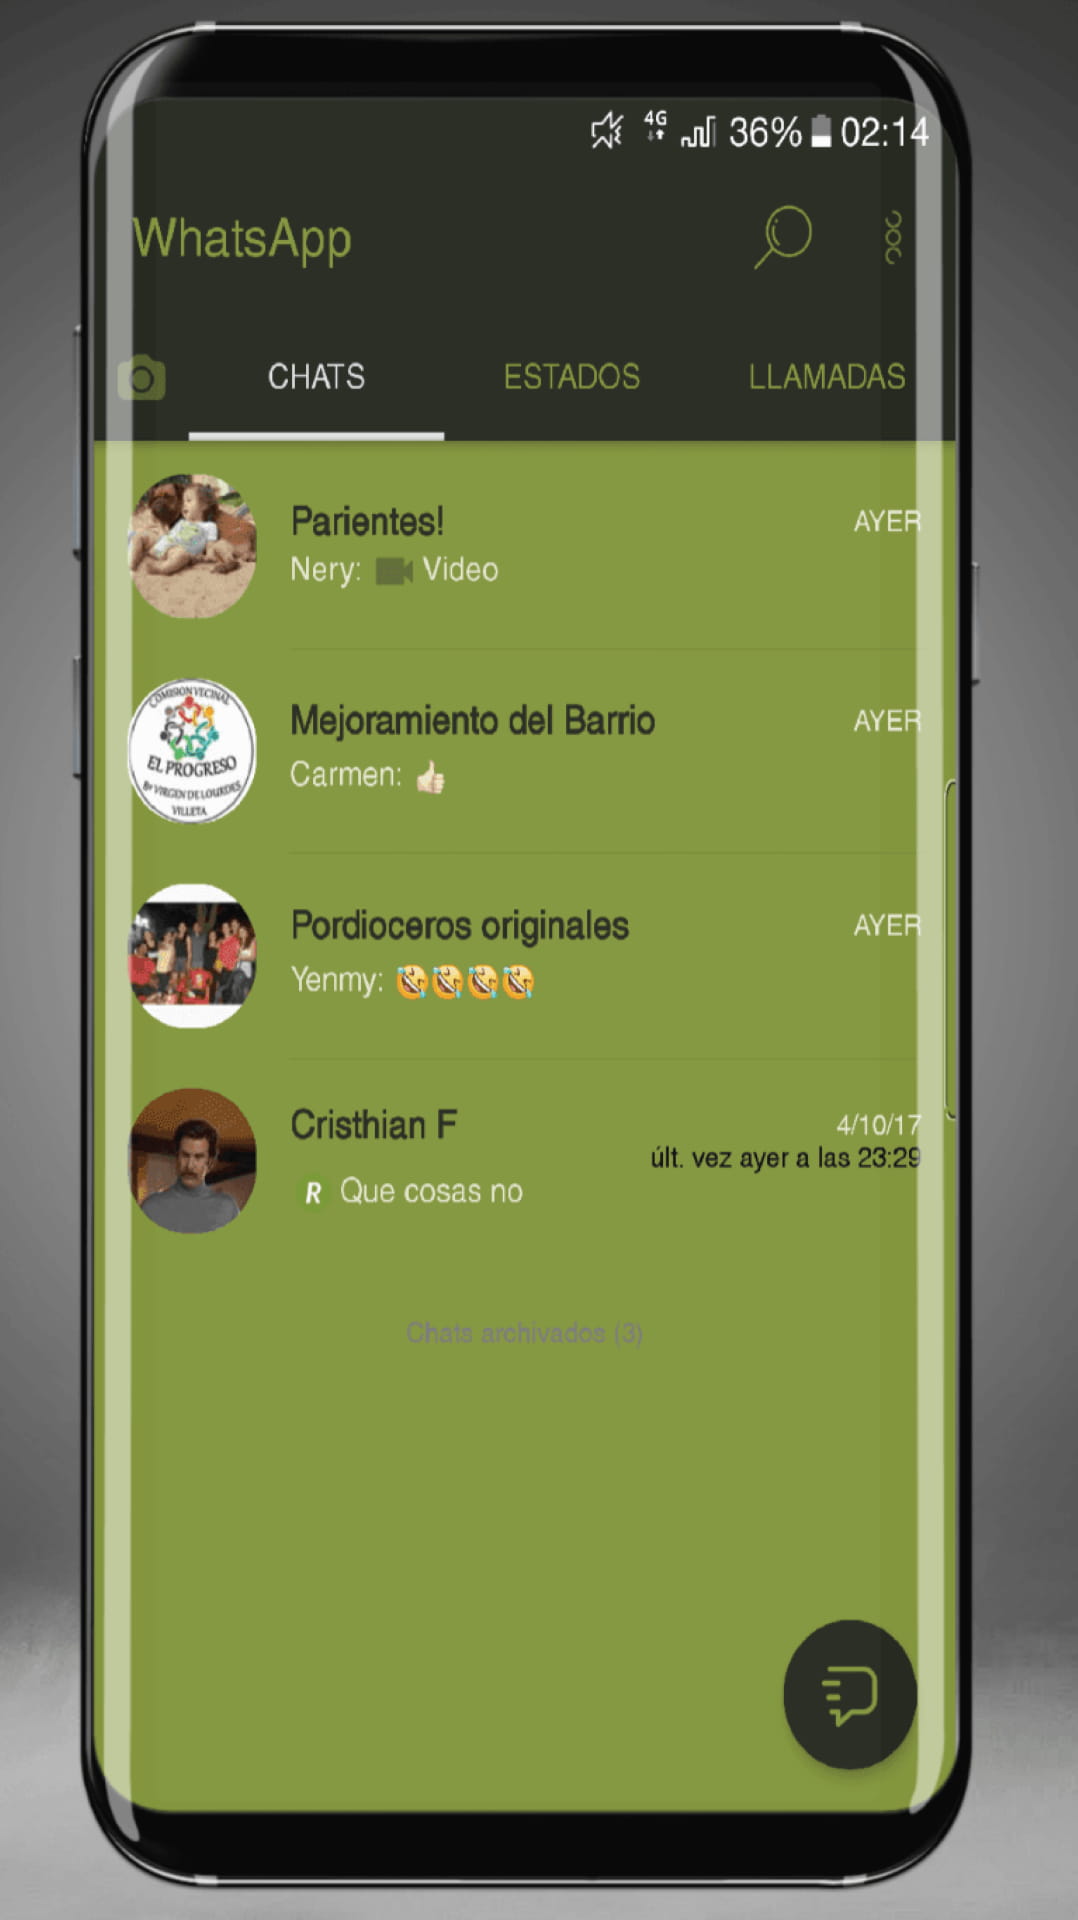 4G 36% 02:14
WhatsApp
CHATS ESTADOS LLAMADAS
Parientes! AYER
Nery: Video
COMISION VECINAL
EL PROGRESO
Bº VIRGEN DE LOURDES
VILLETA
Mejoramiento del Barrio AYER
Carmen: 👍🏻
Pordioceros originales AYER
Yenmy: 🤣🤣🤣🤣
Cristhian F 4/10/17
últ. vez ayer a las 23:29
R Que cosas no
Chats archivados (3)